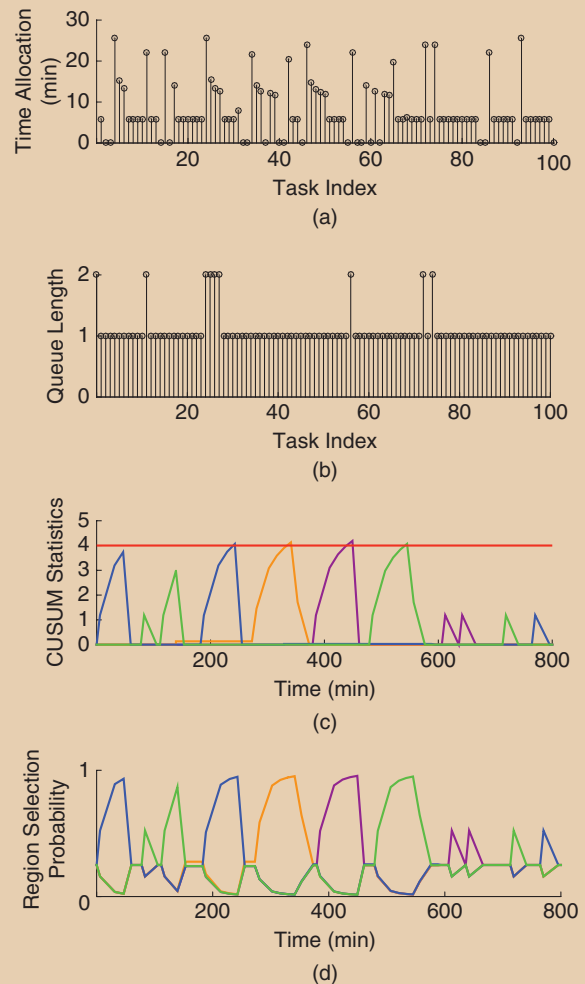 Time Allocation
(min)
30
20
10
0
20
40
60
80
100
Task Index
(a)
Queue Length
2
1
0
20
40
60
80
100
Task Index
(b)
CUSUM Statistics
5
4
3
2
1
0
200
400
600
800
Time (min)
(c)
Region Selection
Probability
1
0
200
400
600
800
Time (min)
(d)